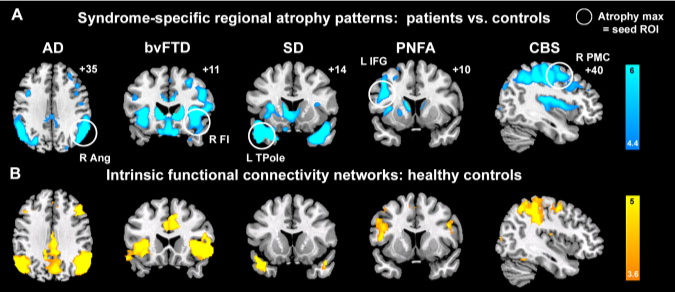 A
Syndrome-specific regional atrophy patterns: patients vs. controls
Atrophy max
= seed ROI
AD
bvFTD
SD
PNFA
CBS
+35
+11
+14
+10
+40
L IFG
R PMC
R Ang
R FI
L TPole
6
4.4
B
Intrinsic functional connectivity networks: healthy controls
5
3.6